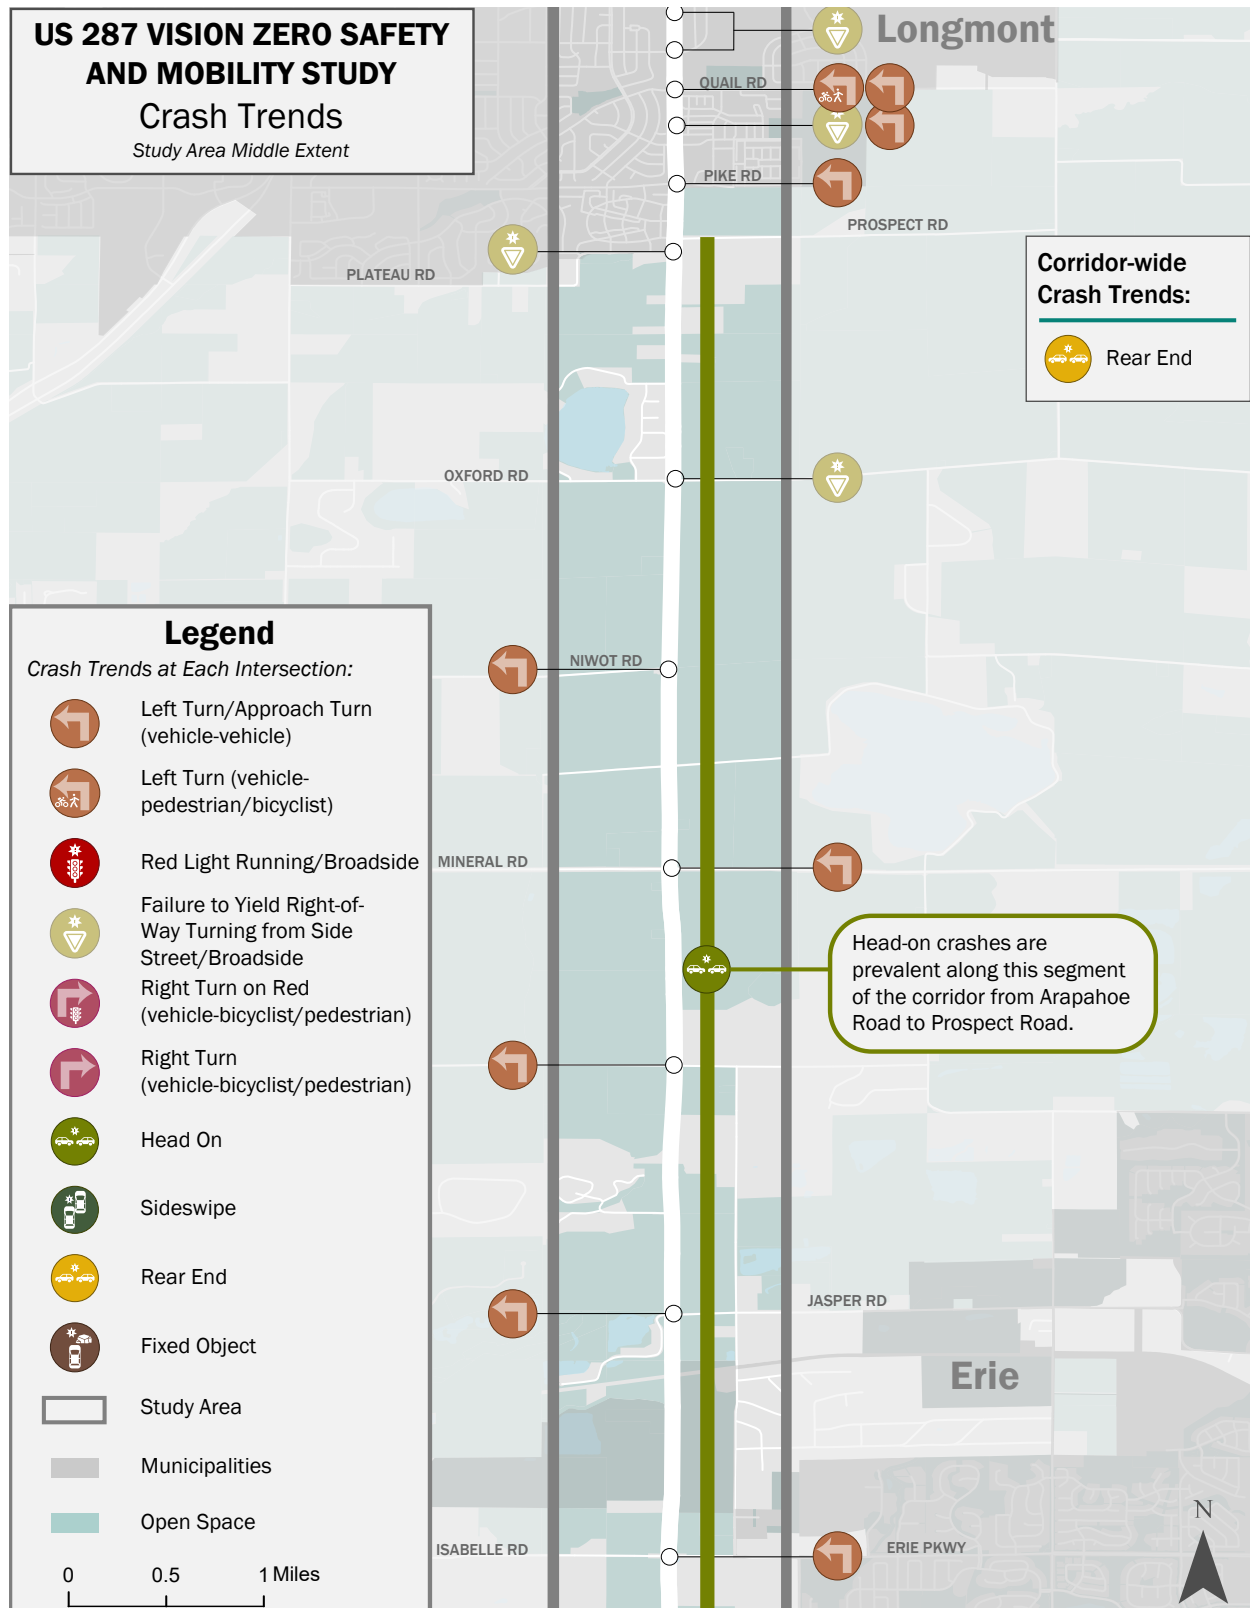 US 287 VISION ZERO SAFETY
AND MOBILITY STUDY
Crash Trends
Study Area Middle Extent
Longmont
QUAIL RD
PIKE RD
PROSPECT RD
PLATEAU RD
Corridor-wide
Crash Trends:
Rear End
OXFORD RD
NIWOT RD
MINERAL RD
Head-on crashes are
prevalent along this segment
of the corridor from Arapahoe
Road to Prospect Road.
JASPER RD
Erie
ISABELLE RD
ERIE PKWY
Legend
Crash Trends at Each Intersection:
Left Turn/Approach Turn
(vehicle-vehicle)
Left Turn (vehicle-
pedestrian/bicyclist)
Red Light Running/Broadside
Failure to Yield Right-of-
Way Turning from Side
Street/Broadside
Right Turn on Red
(vehicle-bicyclist/pedestrian)
Right Turn
(vehicle-bicyclist/pedestrian)
Head On
Sideswipe
Rear End
Fixed Object
Study Area
Municipalities
Open Space
0 0.5 1 Miles
N